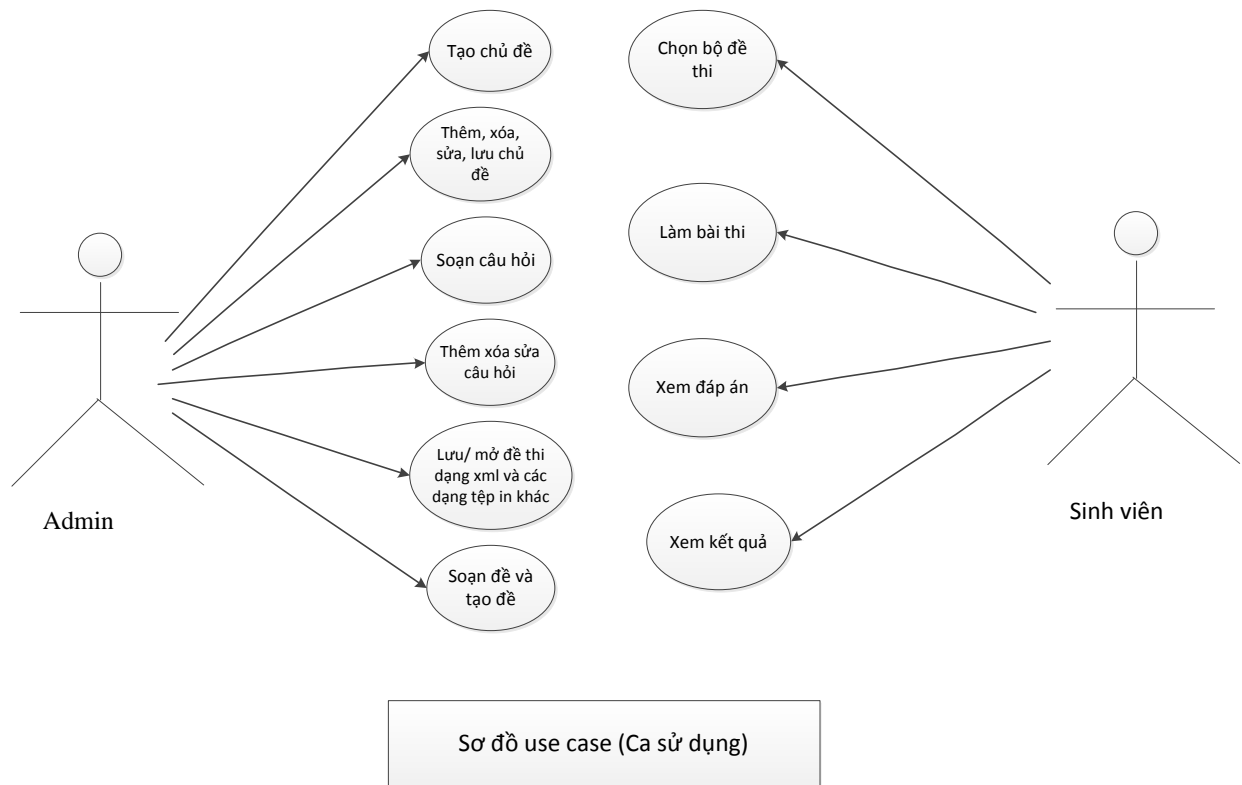 Tạo chủ đề
Thêm, xóa,
sửa, lưu chủ
đề
Soạn câu hỏi
Thêm xóa sửa
câu hỏi
Lưu/ mở đề thi
dạng xml và các
dạng tệp in khác
Soạn đề và
tạo đề
Admin
Chọn bộ đề
thi
Làm bài thi
Xem đáp án
Xem kết quả
Sinh viên
Sơ đồ use case (Ca sử dụng)